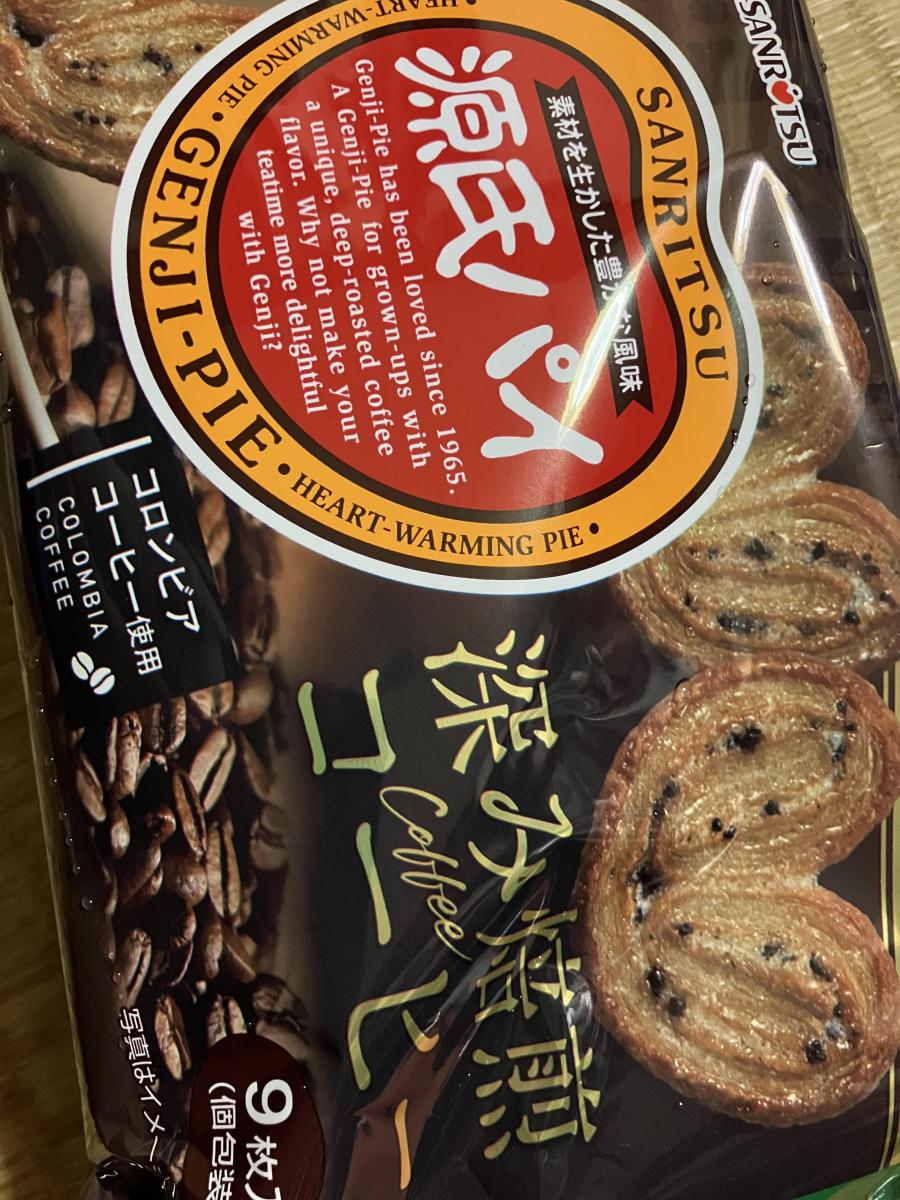 SANRITSU
SANRITSU
素材を生かした豊かな風味
源氏パイ
Genji-Pie has been loved since 1965.
A Genji-Pie for grown-ups with
a unique, deep-roasted coffee
flavor. Why not make your
teatime more delightful
with Genji?
GENJI-PIE
HEART-WARMING PIE
HEART-WARMING PIE
コロンビア
コーヒー使用
COLOMBIA
COFFEE
深み焙煎
コーヒー
Coffee
9枚
(個包装
写真はイメー